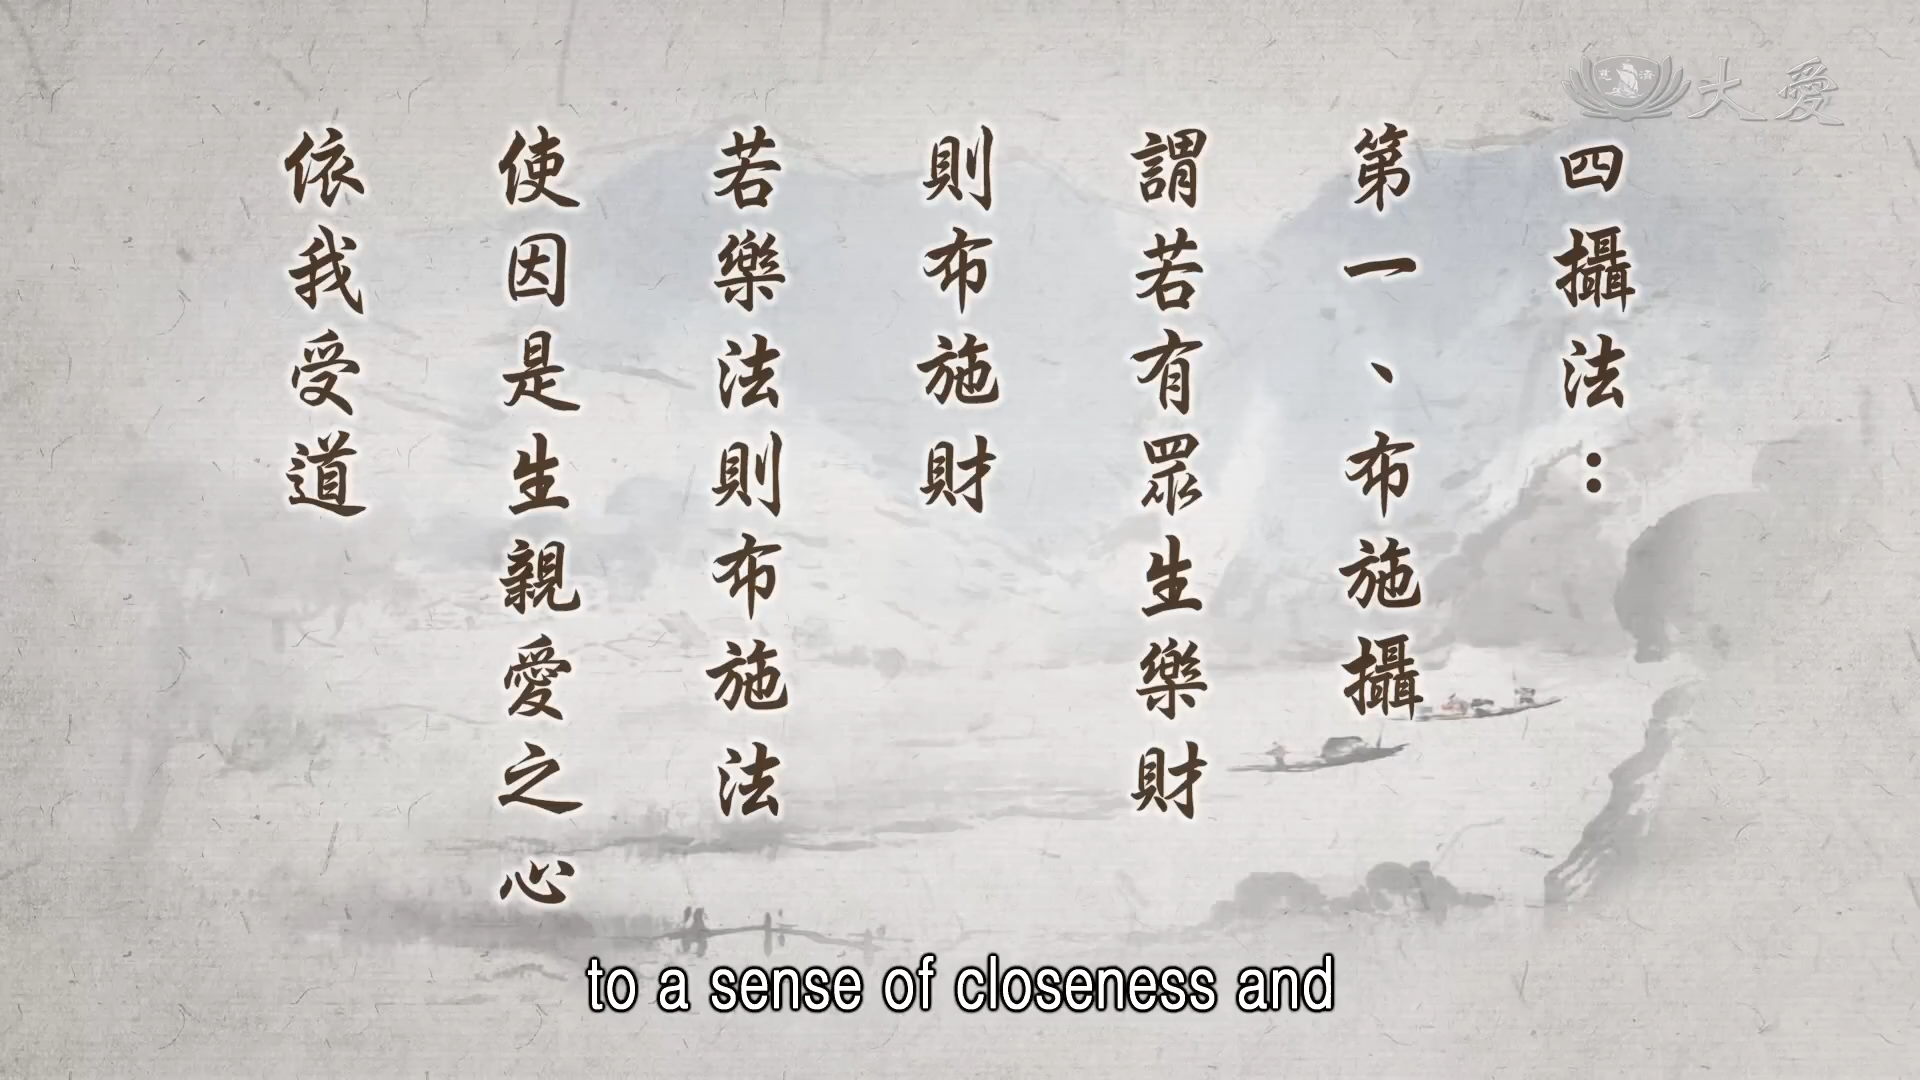 四攝法：
第一、布施攝
謂若有眾生樂財
則布施財
若樂法則布施法
使因是生親愛之心
依我受道
大愛
慈濟
to a sense of closeness and